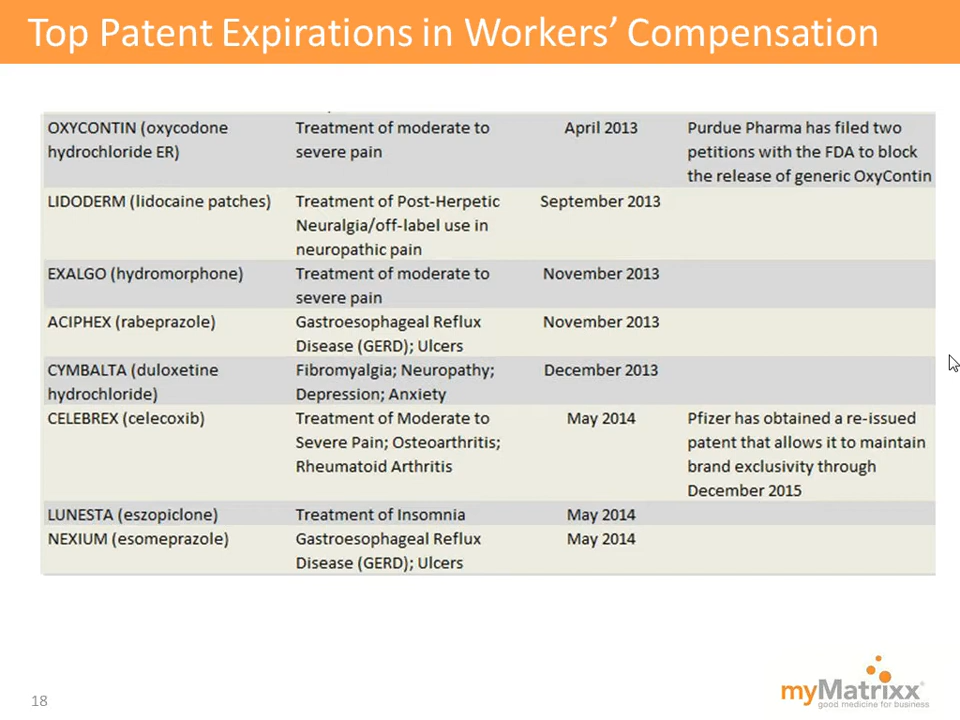 Top Patent Expirations in Workers' Compensation
OXYCONTIN (oxycodone
hydrochloride ER)
Treatment of moderate to
severe pain
April 2013
Purdue Pharma has filed two
petitions with the FDA to block
the release of generic OxyContin
LIDODERM (lidocaine patches)
Treatment of Post-Herpetic
Neuralgia/off-label use in
neuropathic pain
September 2013
EXALGO (hydromorphone)
Treatment of moderate to
severe pain
November 2013
ACIPHEX (rabeprazole)
Gastroesophageal Reflux
Disease (GERD); Ulcers
November 2013
CYMBALTA (duloxetine
hydrochloride)
Fibromyalgia; Neuropathy;
Depression; Anxiety
December 2013
CELEBREX (celecoxib)
Treatment of Moderate to
Severe Pain; Osteoarthritis;
Rheumatoid Arthritis
May 2014
Pfizer has obtained a re-issued
patent that allows it to maintain
brand exclusivity through
December 2015
LUNESTA (eszopiclone)
Treatment of Insomnia
May 2014
NEXIUM (esomeprazole)
Gastroesophageal Reflux
Disease (GERD); Ulcers
May 2014
18
myMatrixx®
good medicine for business